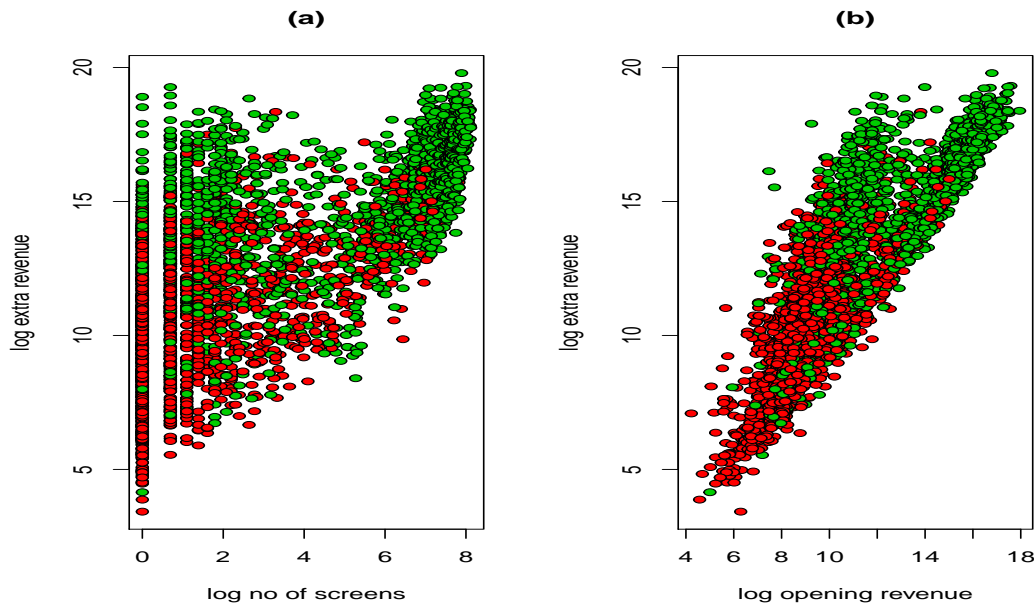 (a)
20
15
10
5
log extra revenue
0 2 4 6 8
log no of screens
(b)
20
15
10
5
log extra revenue
4 6 8 10 14 18
log opening revenue